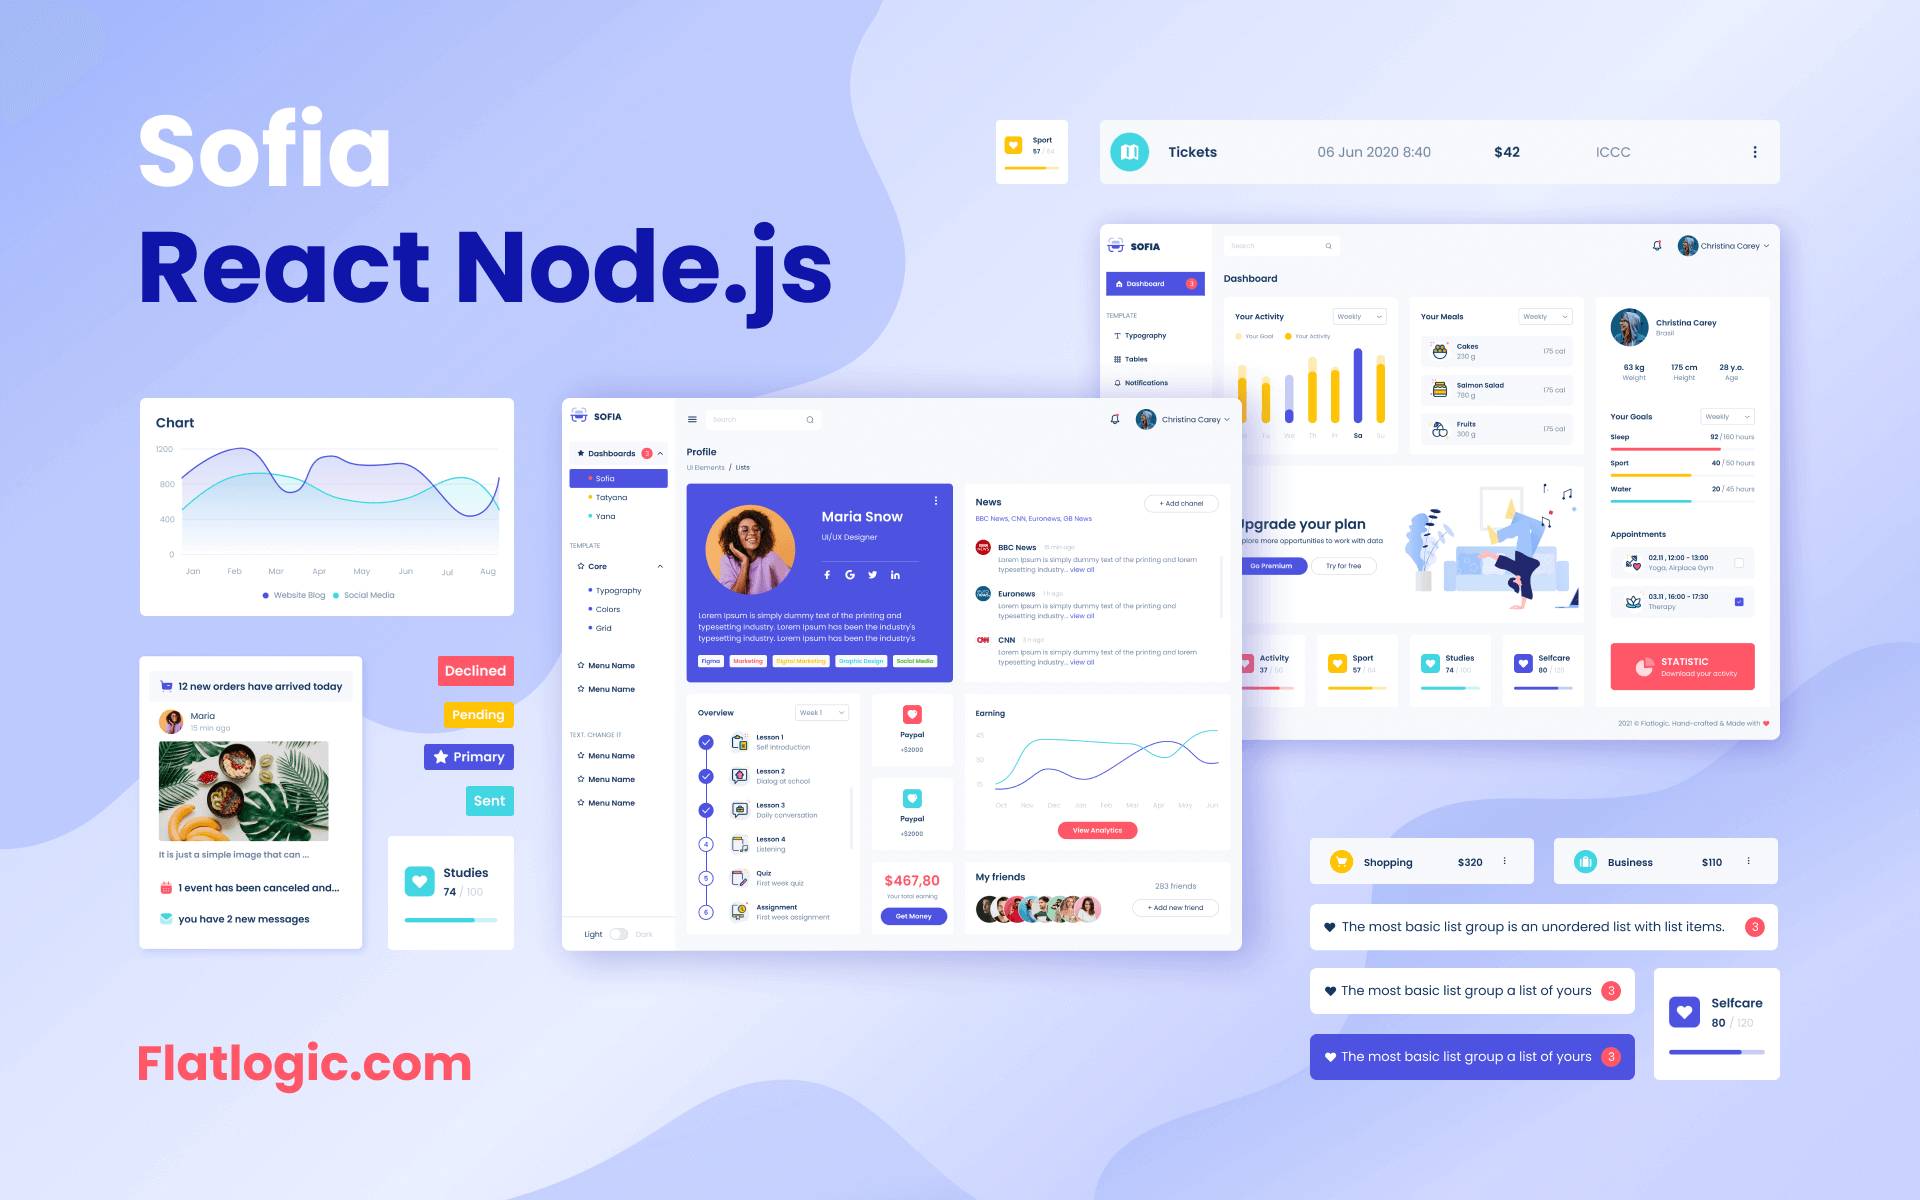 Sofia
React Node.js
Sport
57 / 64
Tickets
06 Jun 2020 8:40
$42
ICCC
Chart
1200
800
400
0
Jan Feb Mar Apr May Jun Jul Aug
Website Blog Social Media
12 new orders have arrived today
Maria
15 min ago
It is just a simple image that can ...
1 event has been canceled and...
you have 2 new messages
Declined
Pending
Primary
Sent
Studies
74 / 100
Flatlogic.com
SOFIA
Search
Christina Carey
Dashboards 3
Sofia
Tatyana
Yana
TEMPLATE
Core
Typography
Colors
Grid
Menu Name
Menu Name
TEXT. CHANGE IT
Menu Name
Menu Name
Menu Name
Light Dark
Profile
UI Elements / Lists
Maria Snow
UI/UX Designer
Lorem Ipsum is simply dummy text of the printing and
typesetting industry. Lorem Ipsum has been the industry's
typesetting industry. Lorem Ipsum has been the industry's
Figma Marketing Digital Marketing Graphic Design Social Media
News
+ Add chanel
BBC News, CNN, Euronews, GB News
BBC News 15 min ago
Lorem Ipsum is simply dummy text of the printing and lorem
typesetting industry... view all
Euronews 1 h ago
Lorem Ipsum is simply dummy text of the printing and
typesetting industry... view all
CNN 3 h ago
Lorem Ipsum is simply dummy text of the printing and
typesetting industry... view all
Overview
Week 1
Lesson 1
Self introduction
Lesson 2
Dialog at school
Lesson 3
Daily conversation
4
Lesson 4
Listening
5
Quiz
First week quiz
6
Assignment
First week assignment
Paypal
+$2000
Paypal
+$2000
$467,80
Your total earning
Get Money
Earning
45
30
15
Oct Nov Dec Jan Feb Mar Apr May Jun
View Analytics
My friends
283 friends
+ Add new friend
SOFIA
Search
Christina Carey
Dashboard 3
TEMPLATE
Typography
Tables
Notifications
Dashboard
Your Activity
Weekly
Your Goal Your Activity
Tu We Th Fr Sa Su
Your Meals
Weekly
Cakes
230 g
175 cal
Salmon Salad
780 g
175 cal
Fruits
300 g
175 cal
Christina Carey
Brasil
63 kg 175 cm 28 y.o.
Weight Height Age
Your Goals
Weekly
Sleep 92 / 160 hours
Sport 40 / 50 hours
Water 20 / 45 hours
Appointments
02.11 , 12:00 - 13:00
Yoga, Airplace Gym
03.11 , 16:00 - 17:30
Therapy
STATISTIC
Download your activity
2021 © Flatlogic. Hand-crafted & Made with
pgrade your plan
plore more opportunities to work with data
Go Premium
Try for free
Activity
37 / 50
Sport
57 / 64
Studies
74 / 100
Selfcare
80 / 120
Shopping $320
Business $110
The most basic list group is an unordered list with list items. 3
The most basic list group a list of yours 3
The most basic list group a list of yours 3
Selfcare
80 / 120